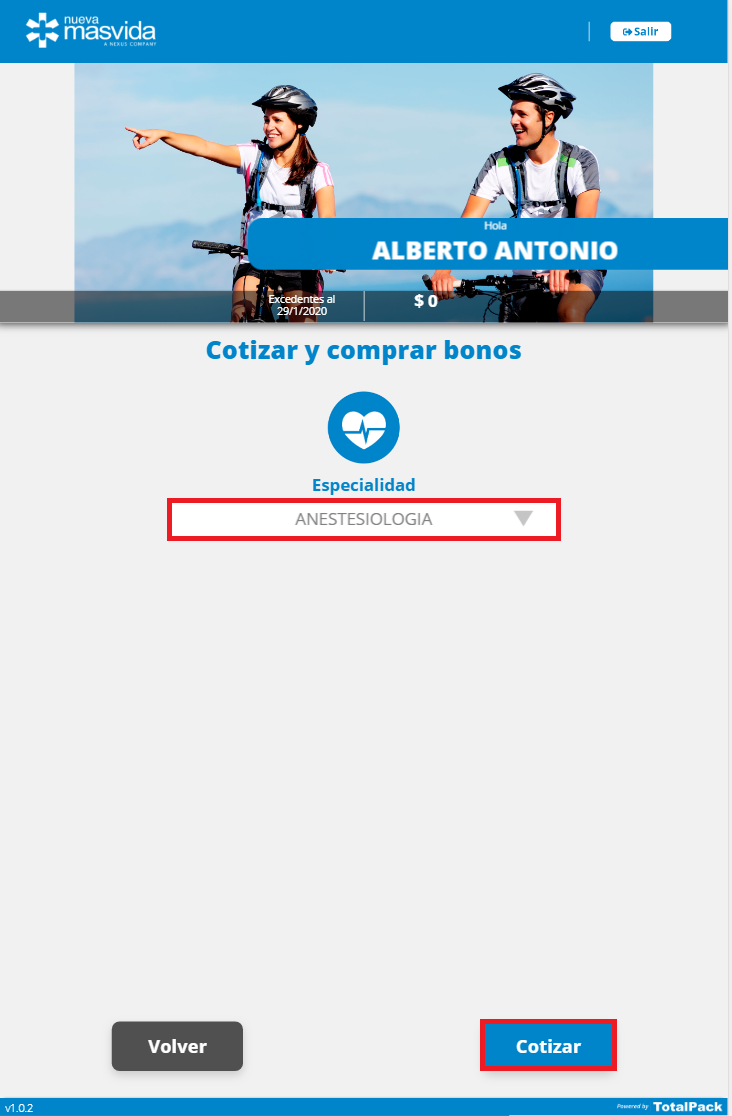 nueva
masvida
A NEXUS COMPANY
Salir
Hola
ALBERTO ANTONIO
Excedentes al
29/1/2020
$ 0
Cotizar y comprar bonos
Especialidad
ANESTESIOLOGIA
Volver
Cotizar
v1.0.2
Powered by TotalPack